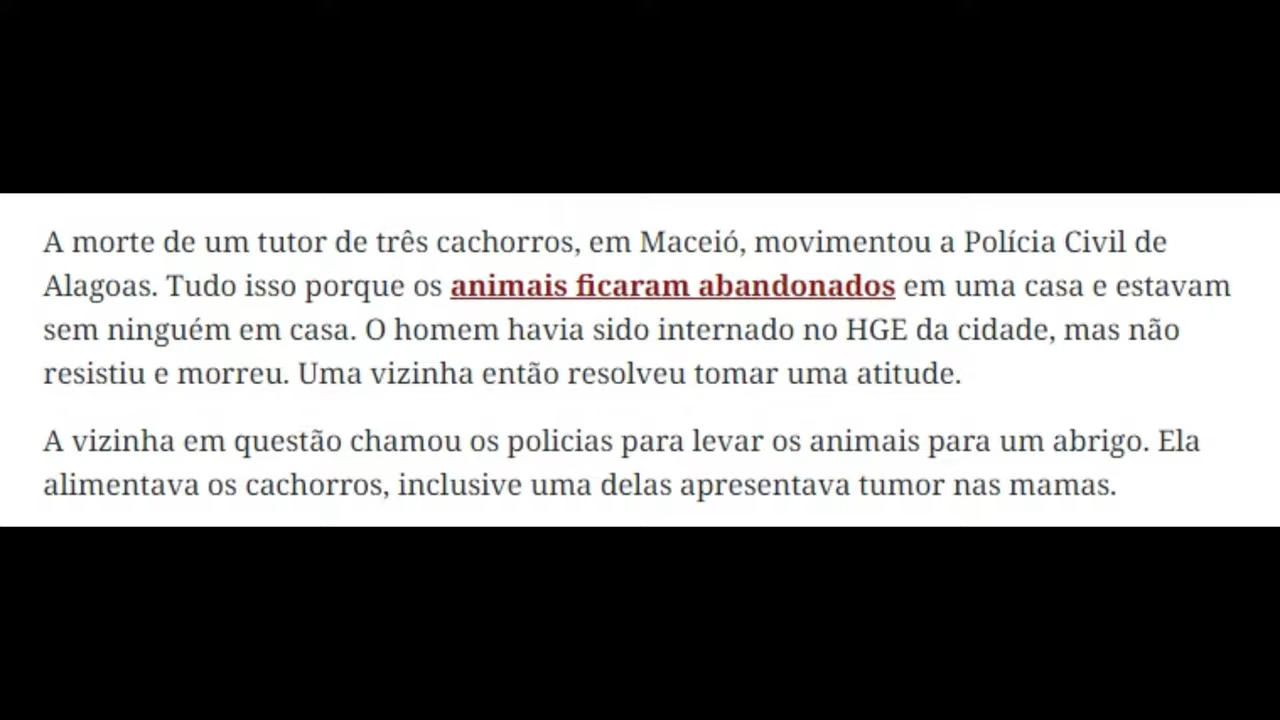 A morte de um tutor de três cachorros, em Maceió, movimentou a Polícia Civil de
Alagoas. Tudo isso porque os animais ficaram abandonados em uma casa e estavam
sem ninguém em casa. O homem havia sido internado no HGE da cidade, mas não
resistiu e morreu. Uma vizinha então resolveu tomar uma atitude.
A vizinha em questão chamou os policias para levar os animais para um abrigo. Ela
alimentava os cachorros, inclusive uma delas apresentava tumor nas mamas.